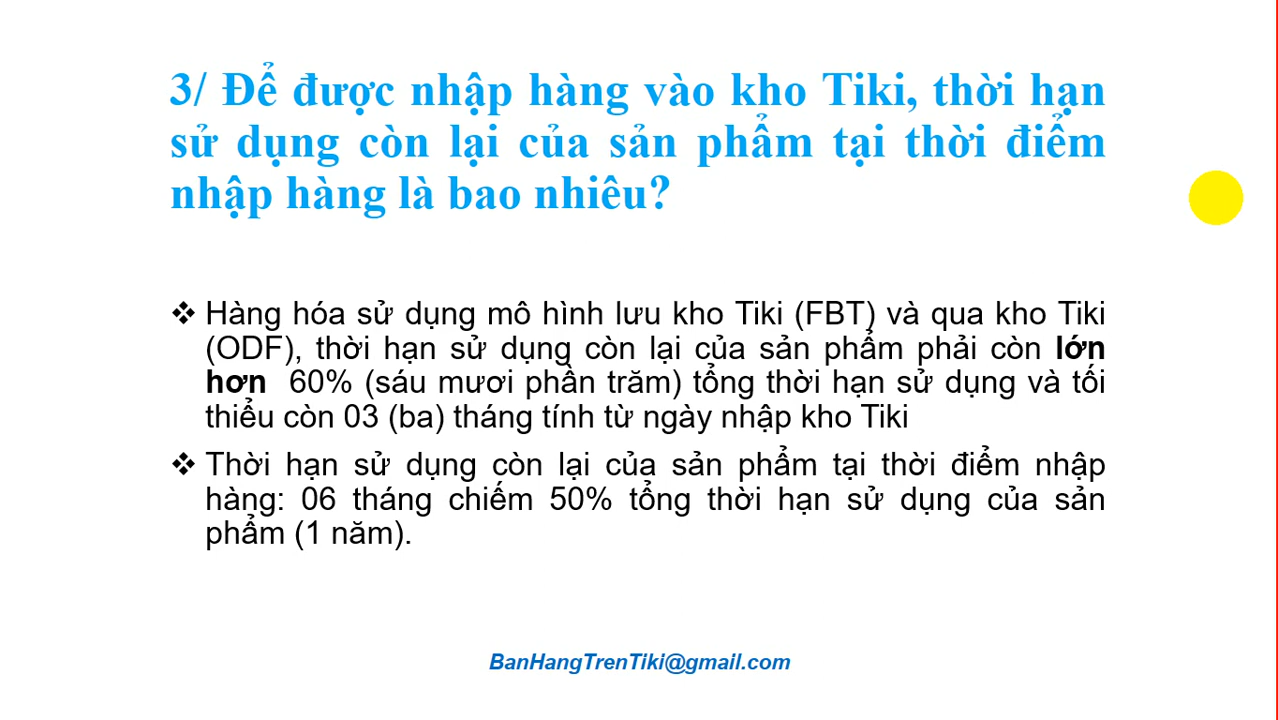 3/ Để được nhập hàng vào kho Tiki, thời hạn
sử dụng còn lại của sản phẩm tại thời điểm
nhập hàng là bao nhiêu?
❖ Hàng hóa sử dụng mô hình lưu kho Tiki (FBT) và qua kho Tiki
(ODF), thời hạn sử dụng còn lại của sản phẩm phải còn lớn
hơn 60% (sáu mươi phần trăm) tổng thời hạn sử dụng và tối
thiểu còn 03 (ba) tháng tính từ ngày nhập kho Tiki
❖ Thời hạn sử dụng còn lại của sản phẩm tại thời điểm nhập
hàng: 06 tháng chiếm 50% tổng thời hạn sử dụng của sản
phẩm (1 năm).
BanHangTrenTiki@gmail.com